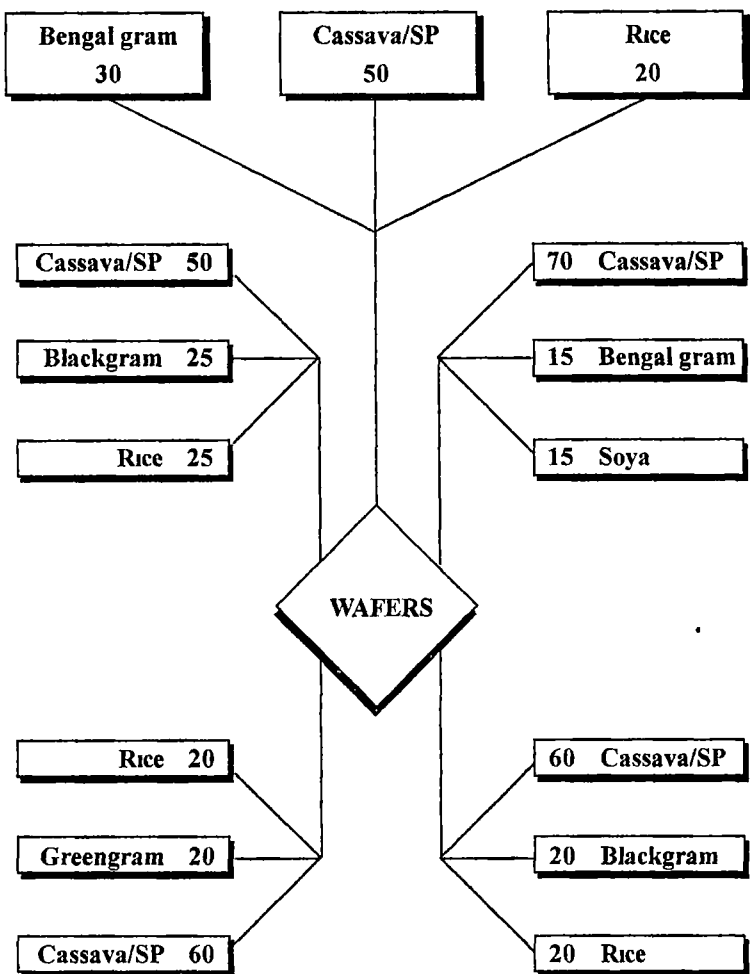 Bengal gram
30
Cassava/SP
50
Rice
20
Cassava/SP 50
Blackgram 25
Rice 25
70 Cassava/SP
15 Bengal gram
15 Soya
WAFERS
Rice 20
Greengram 20
Cassava/SP 60
60 Cassava/SP
20 Blackgram
20 Rice